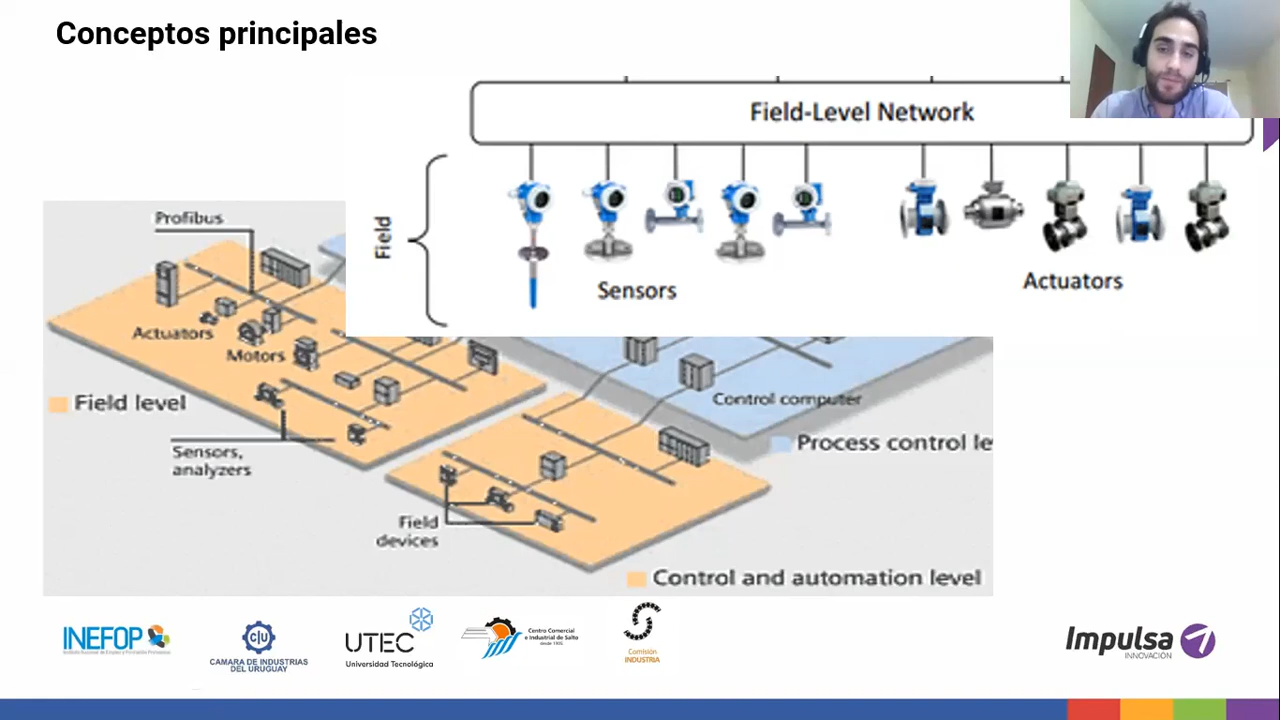 Conceptos principales
Field-Level Network
Field
Sensors
Actuators
Profibus
Actuators
Motors
Field level
Sensors,
analyzers
Field
devices
Control computer
Process control le
Control and automation level
INEFOP
CAMARA DE INDUSTRIAS
DEL URUGUAY
UTEC
Universidad Tecnológica
Centro Comercial
e Industrial de Salto
Comisión
INDUSTRIA
Impulsa
INNOVACIÓN